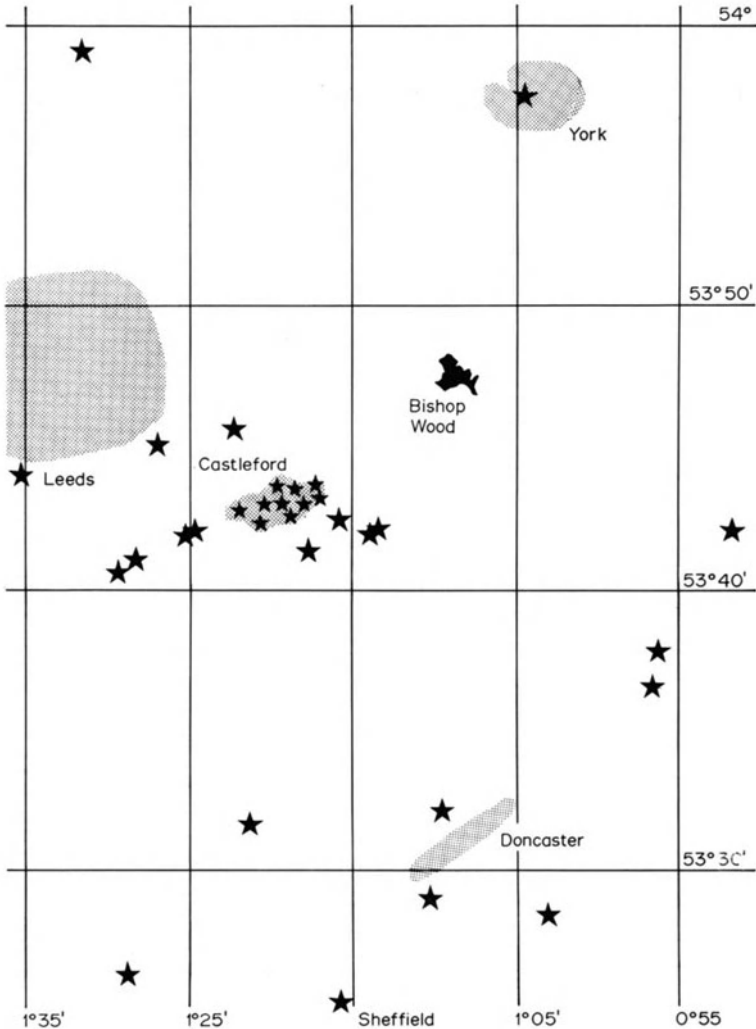 54°
York
53°50'
Bishop
Wood
Castleford
Leeds
53°40'
Doncaster
53°30'
1°35'
1°25'
Sheffield
1°05'
0°55